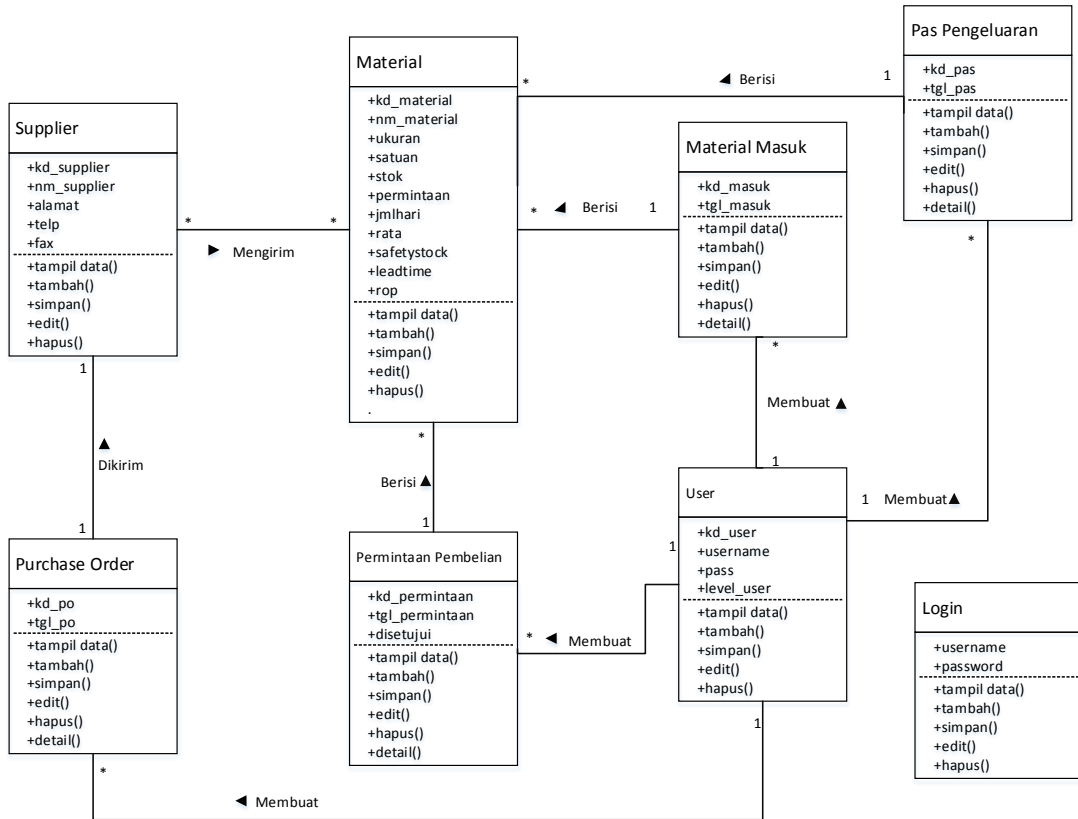 Pas Pengeluaran
+kd_pas
+tgl_pas
+tampil data()
+tambah()
+simpan()
+edit()
+hapus()
+detail()
Material
+kd_material
+nm_material
+ukuran
+satuan
+stok
+permintaan
+jmlhari
+rata
+safetystock
+leadtime
+rop
+tampil data()
+tambah()
+simpan()
+edit()
+hapus()
.
* ◄ Berisi 1
Supplier
+kd_supplier
+nm_supplier
+alamat
+telp
+fax
+tampil data()
+tambah()
+simpan()
+edit()
+hapus()
* *
► Mengirim
Material Masuk
+kd_masuk
+tgl_masuk
+tampil data()
+tambah()
+simpan()
+edit()
+hapus()
+detail()
* ◄ Berisi 1
*
*
Membuat ▲
1
1
▲
Dikirim
1
*
Berisi ▲
1
User
+kd_user
+username
+pass
+level_user
+tampil data()
+tambah()
+simpan()
+edit()
+hapus()
1 Membuat ▲
1
* ◄ Membuat
Purchase Order
+kd_po
+tgl_po
+tampil data()
+tambah()
+simpan()
+edit()
+hapus()
+detail()
Permintaan Pembelian
+kd_permintaan
+tgl_permintaan
+disetujui
+tampil data()
+tambah()
+simpan()
+edit()
+hapus()
+detail()
Login
+username
+password
+tampil data()
+tambah()
+simpan()
+edit()
+hapus()
1
*
◄ Membuat